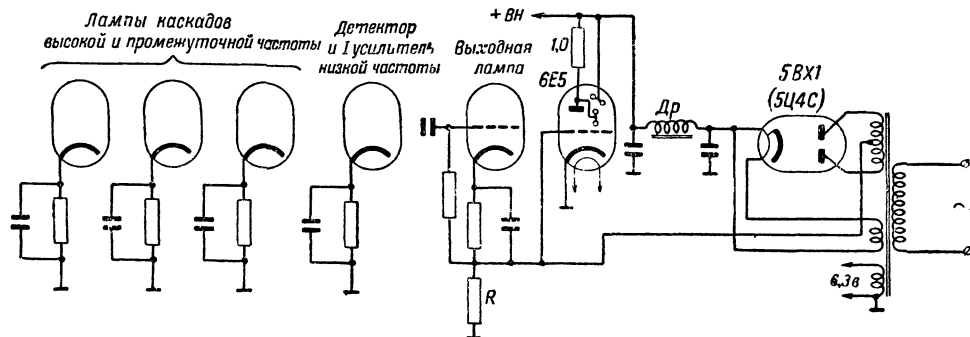 Лампы каскадов
высокой и промежуточной частоты
Детектор
и I усилитель
низкой частоты
Выходная
лампа
+ ВН
1,0
6Е5
Др
5ВХ1
(5Ц4С)
R
6,3в
~